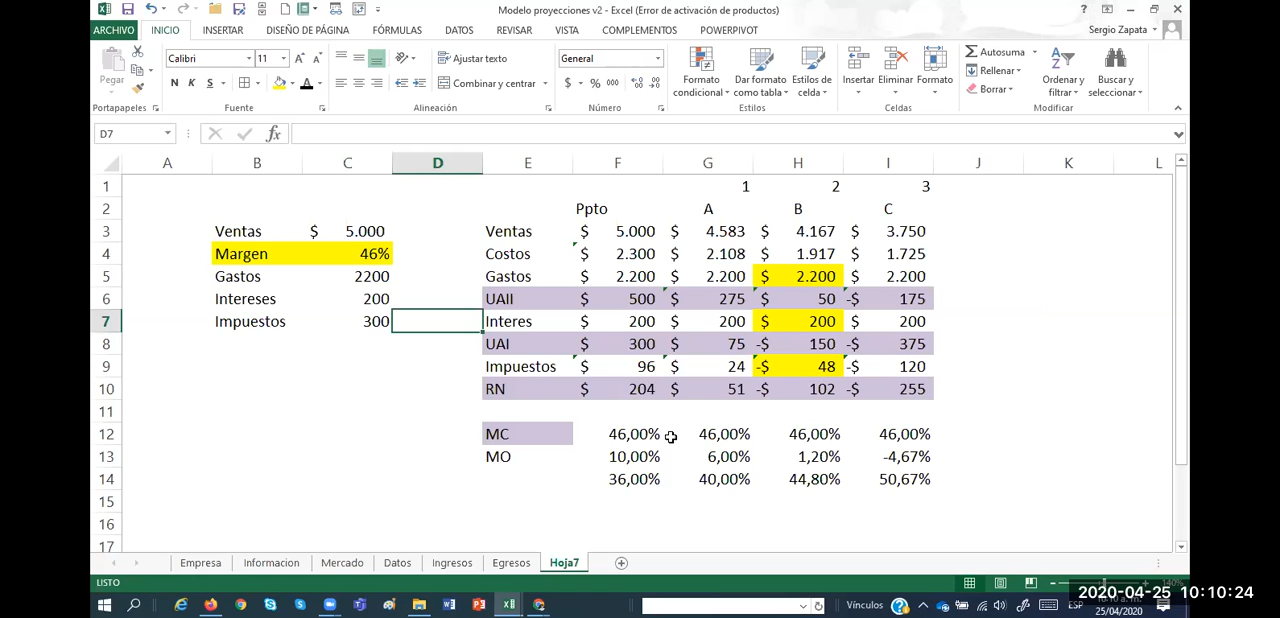 Modelo proyecciones v2 - Excel (Error de activación de productos)
ARCHIVO INICIO INSERTAR DISEÑO DE PÁGINA FÓRMULAS DATOS REVISAR VISTA COMPLEMENTOS POWERPIVOT Sergio Zapata
Calibri 11 Ajustar texto General Autosuma
Pegar N K S Combinar y centrar $ % 000 Formato condicional Dar formato como tabla Estilos de celda Insertar Eliminar Formato Rellenar Borrar Ordenar y filtrar Buscar y seleccionar
Portapapeles Fuente Alineación Número Estilos Celdas Modificar
D7 fx
A B C D E F G H I J K L
1 1 2 3
2 Ppto A B C
3 Ventas $ 5.000 Ventas $ 5.000 $ 4.583 $ 4.167 $ 3.750
4 Margen 46% Costos $ 2.300 $ 2.108 $ 1.917 $ 1.725
5 Gastos 2200 Gastos $ 2.200 $ 2.200 $ 2.200 $ 2.200
6 Intereses 200 UAII $ 500 $ 275 $ 50 -$ 175
7 Impuestos 300 Interes $ 200 $ 200 $ 200 $ 200
8 UAI $ 300 $ 75 -$ 150 -$ 375
9 Impuestos $ 96 $ 24 -$ 48 -$ 120
10 RN $ 204 $ 51 -$ 102 -$ 255
11
12 MC 46,00% 46,00% 46,00% 46,00%
13 MO 10,00% 6,00% 1,20% -4,67%
14 36,00% 40,00% 44,80% 50,67%
15
16
17
Empresa Informacion Mercado Datos Ingresos Egresos Hoja7
LISTO
Vínculos ESP
2020-04-25 10:10:24
25/04/2020